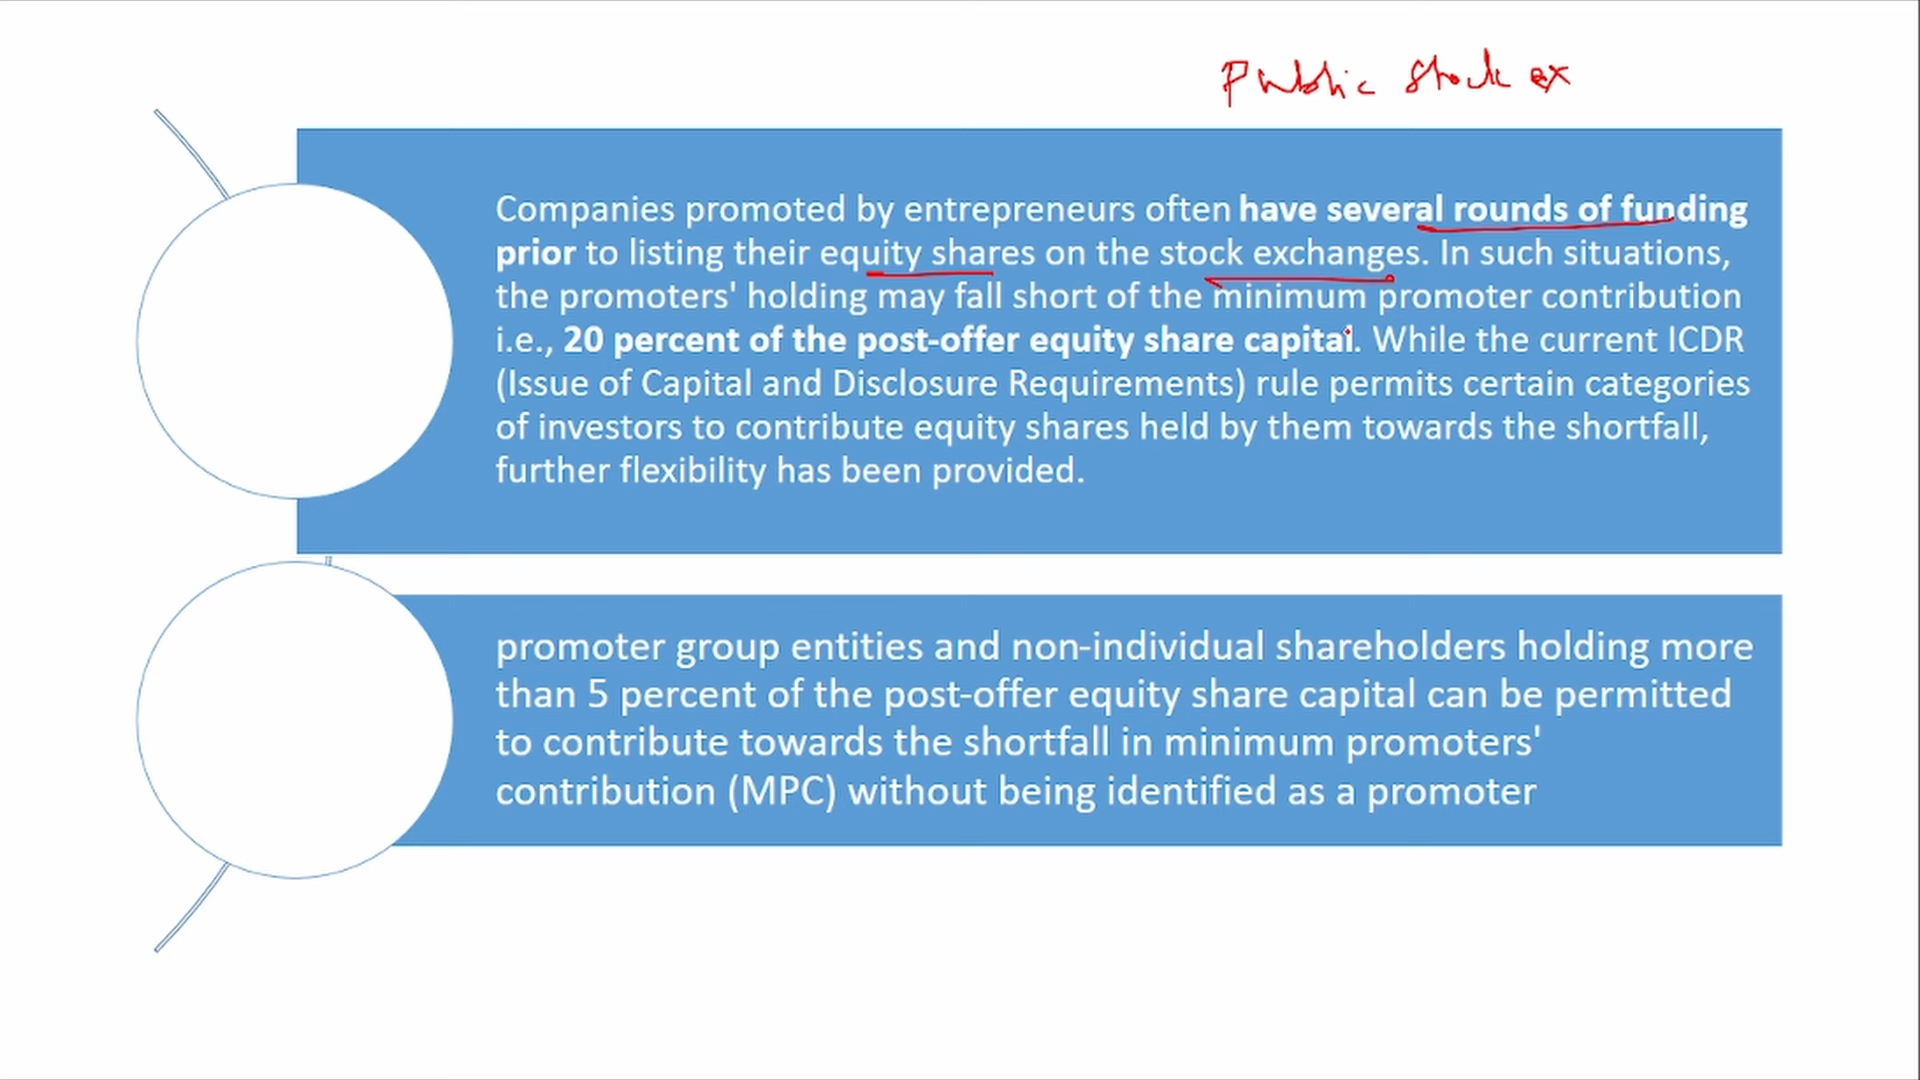 Public Stock ex
Companies promoted by entrepreneurs often have several rounds of funding
prior to listing their equity shares on the stock exchanges. In such situations,
the promoters' holding may fall short of the minimum promoter contribution
i.e., 20 percent of the post-offer equity share capital. While the current ICDR
(Issue of Capital and Disclosure Requirements) rule permits certain categories
of investors to contribute equity shares held by them towards the shortfall,
further flexibility has been provided.
promoter group entities and non-individual shareholders holding more
than 5 percent of the post-offer equity share capital can be permitted
to contribute towards the shortfall in minimum promoters'
contribution (MPC) without being identified as a promoter